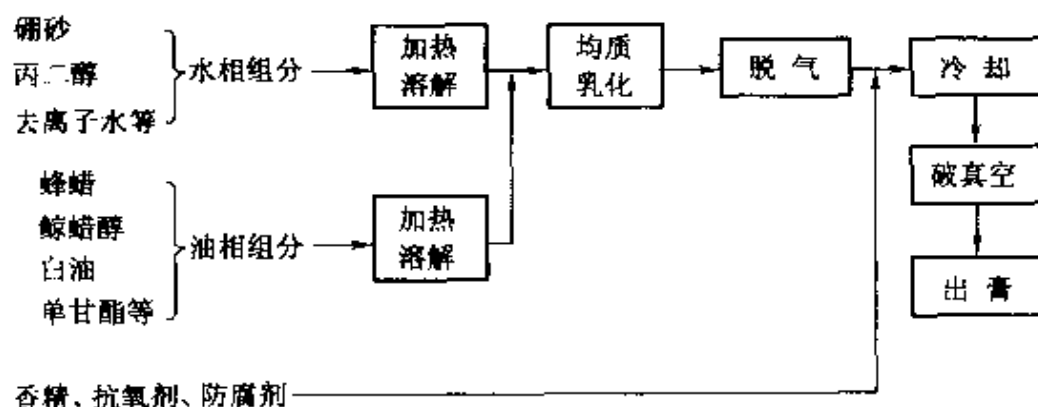 硼砂
丙二醇
去离子水等
水相组分
加热
溶解
均质
乳化
脱气
冷却
破真空
出膏
蜂蜡
鲸蜡醇
白油
单甘酯等
油相组分
加热
溶解
香精、抗氧剂、防腐剂